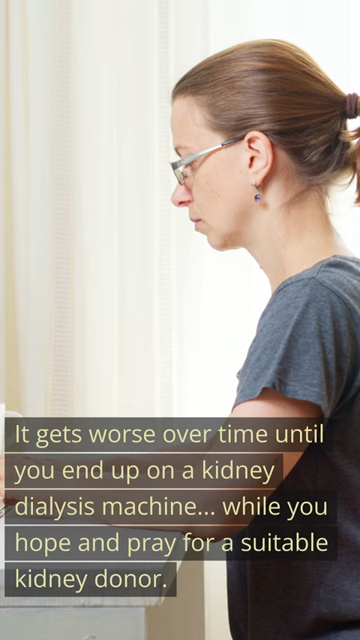 It gets worse over time until
you end up on a kidney
dialysis machine... while you
hope and pray for a suitable
kidney donor.